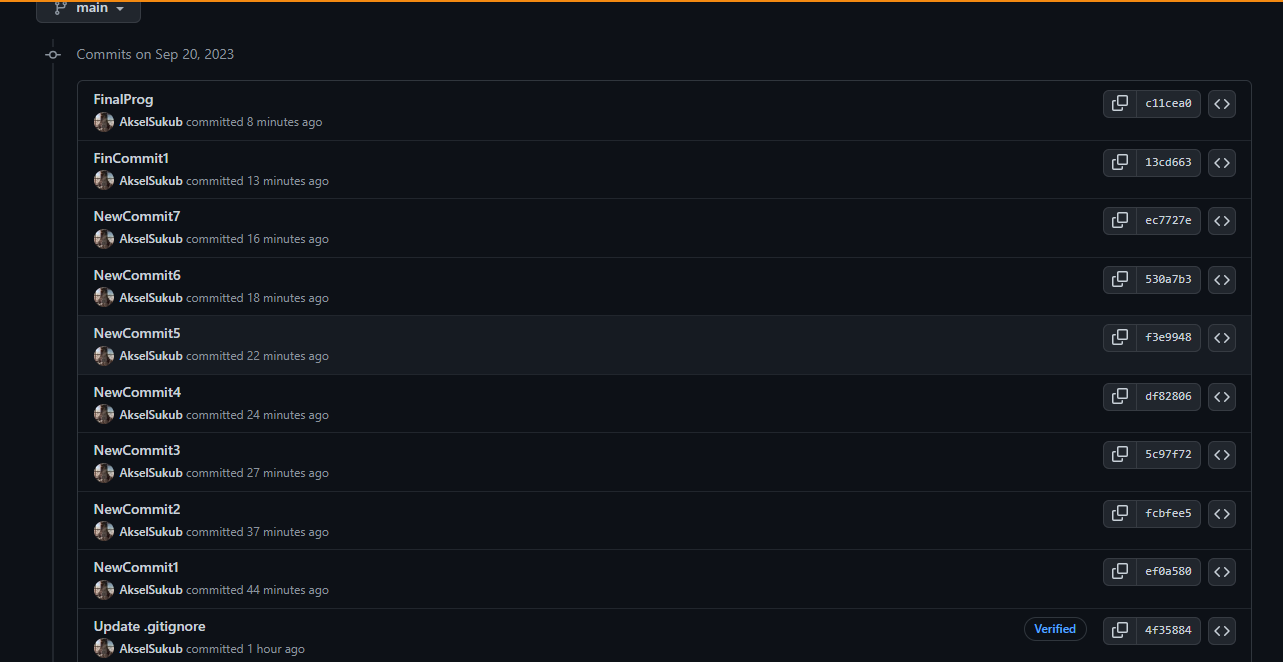 main
Commits on Sep 20, 2023
FinalProg
AkselSukub committed 8 minutes ago
c11cea0
FinCommit1
AkselSukub committed 13 minutes ago
13cd663
NewCommit7
AkselSukub committed 16 minutes ago
ec7727e
NewCommit6
AkselSukub committed 18 minutes ago
530a7b3
NewCommit5
AkselSukub committed 22 minutes ago
f3e9948
NewCommit4
AkselSukub committed 24 minutes ago
df82806
NewCommit3
AkselSukub committed 27 minutes ago
5c97f72
NewCommit2
AkselSukub committed 37 minutes ago
fcbfee5
NewCommit1
AkselSukub committed 44 minutes ago
ef0a580
Update .gitignore
AkselSukub committed 1 hour ago
Verified
4f35884